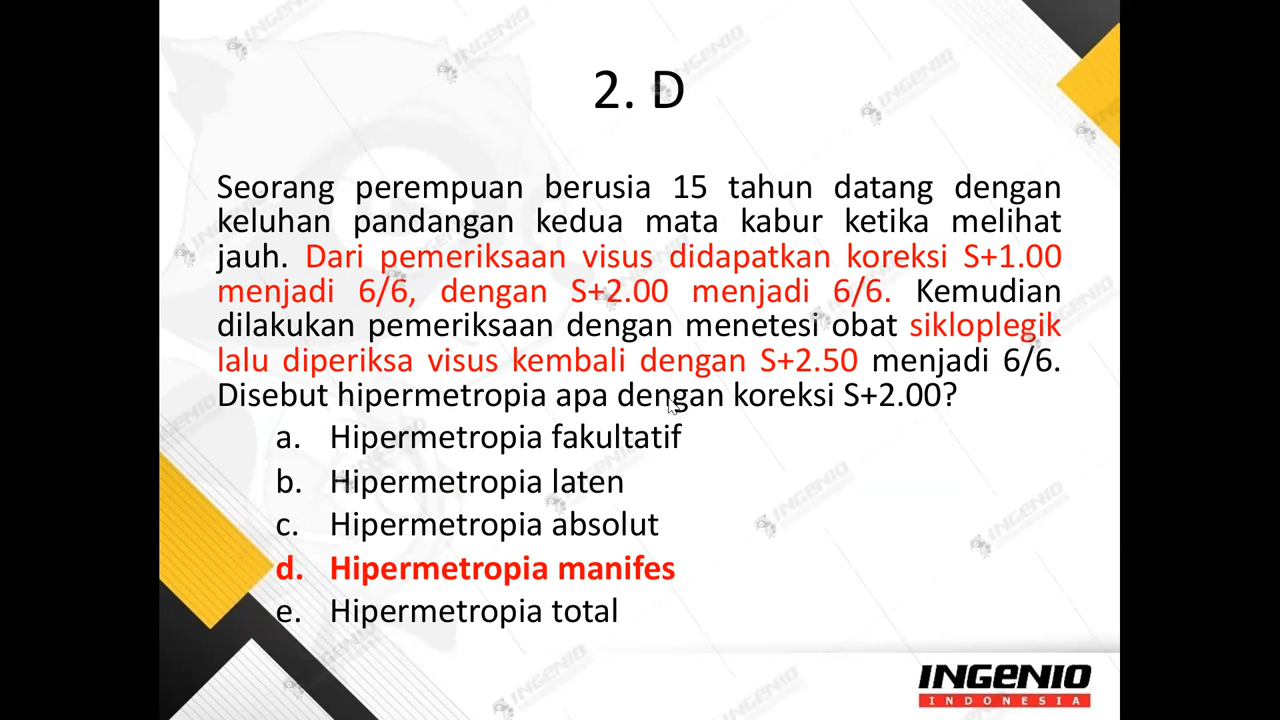 2. D
Seorang perempuan berusia 15 tahun datang dengan
keluhan pandangan kedua mata kabur ketika melihat
jauh. Dari pemeriksaan visus didapatkan koreksi S+1.00
menjadi 6/6, dengan S+2.00 menjadi 6/6. Kemudian
dilakukan pemeriksaan dengan menetesi obat sikloplegik
lalu diperiksa visus kembali dengan S+2.50 menjadi 6/6.
Disebut hipermetropia apa dengan koreksi S+2.00?
a. Hipermetropia fakultatif
b. Hipermetropia laten
c. Hipermetropia absolut
d. Hipermetropia manifes
e. Hipermetropia total
INGENIO
INDONESIA